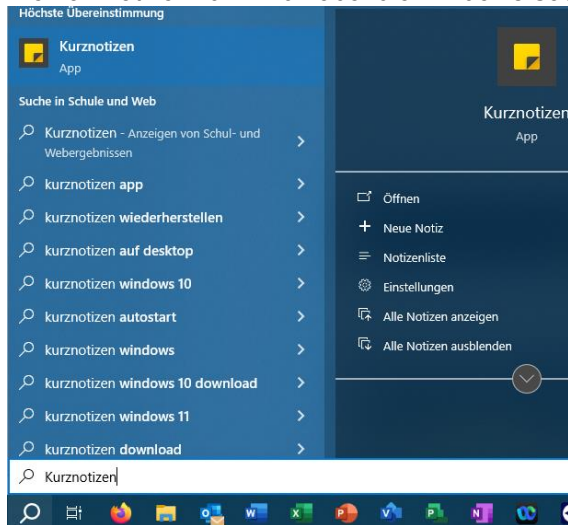 Höchste Übereinstimmung
Kurznotizen
App
Suche in Schule und Web
Kurznotizen - Anzeigen von Schul- und
Webergebnissen
kurznotizen app
kurznotizen wiederherstellen
kurznotizen auf desktop
kurznotizen windows 10
kurznotizen autostart
kurznotizen windows
kurznotizen windows 10 download
kurznotizen windows 11
kurznotizen download
Kurznotizen
Kurznotizen
App
Öffnen
Neue Notiz
Notizenliste
Einstellungen
Alle Notizen anzeigen
Alle Notizen ausblenden